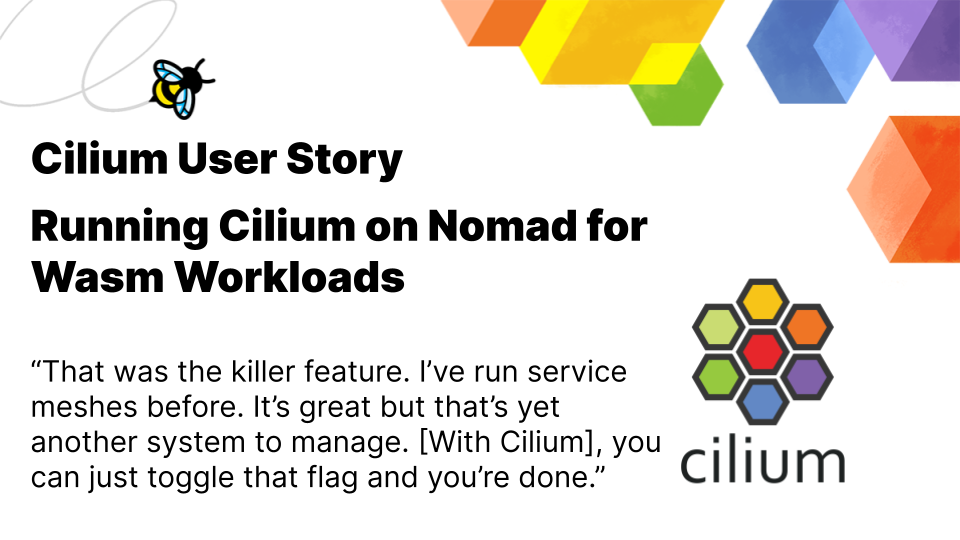 Cilium User Story
Running Cilium on Nomad for
Wasm Workloads
“That was the killer feature. I’ve run service
meshes before. It’s great but that’s yet
another system to manage. [With Cilium], you
can just toggle that flag and you’re done.”
cilium